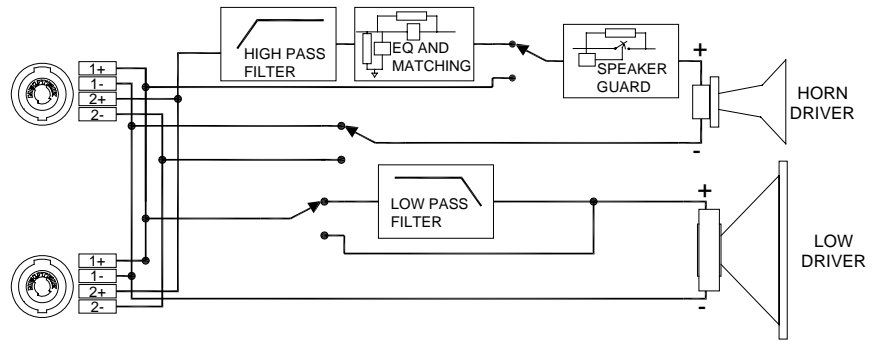 HIGH PASS
FILTER
EQ AND
MATCHING
SPEAKER
GUARD
+
-
HORN
DRIVER
1+
1-
2+
2-
LOW PASS
FILTER
+
-
LOW
DRIVER
1+
1-
2+
2-